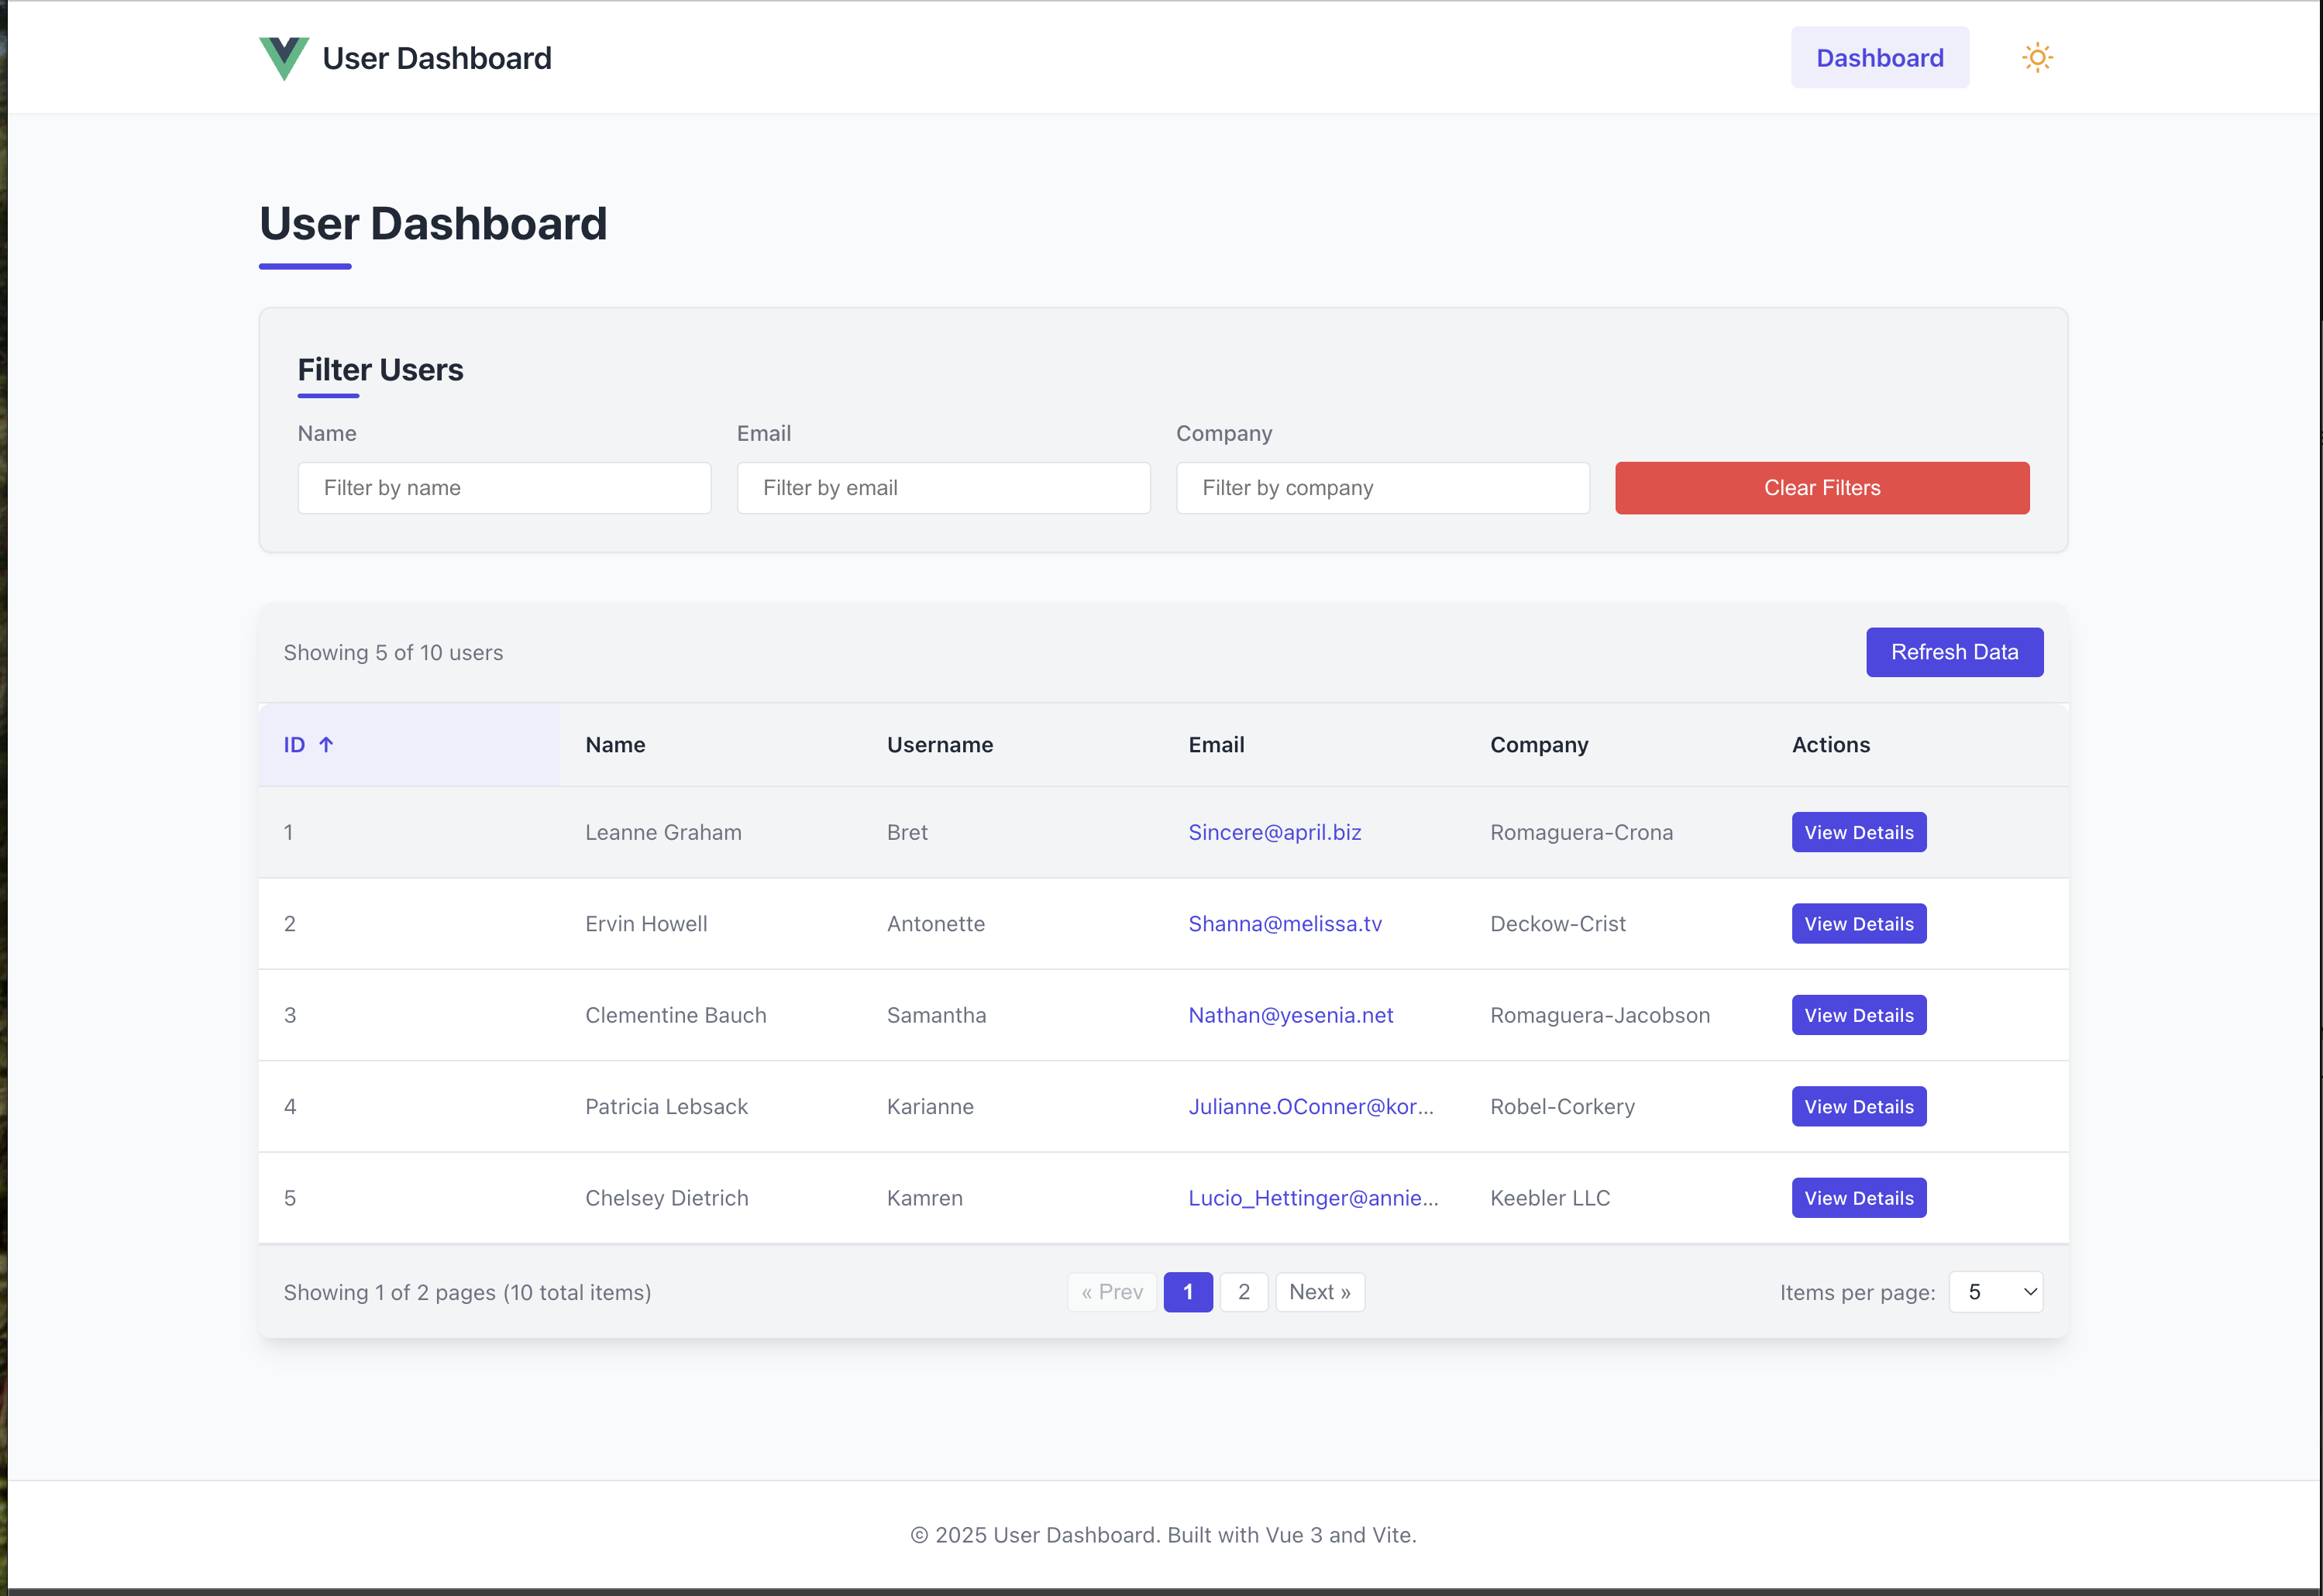 User Dashboard
Dashboard
User Dashboard
Filter Users
Name Email Company
Filter by name Filter by email Filter by company Clear Filters
Showing 5 of 10 users Refresh Data
ID ↑ Name Username Email Company Actions
1 Leanne Graham Bret Sincere@april.biz Romaguera-Crona View Details
2 Ervin Howell Antonette Shanna@melissa.tv Deckow-Crist View Details
3 Clementine Bauch Samantha Nathan@yesenia.net Romaguera-Jacobson View Details
4 Patricia Lebsack Karianne Julianne.OConner@kor... Robel-Corkery View Details
5 Chelsey Dietrich Kamren Lucio_Hettinger@annie... Keebler LLC View Details
Showing 1 of 2 pages (10 total items) « Prev 1 2 Next » Items per page: 5
© 2025 User Dashboard. Built with Vue 3 and Vite.